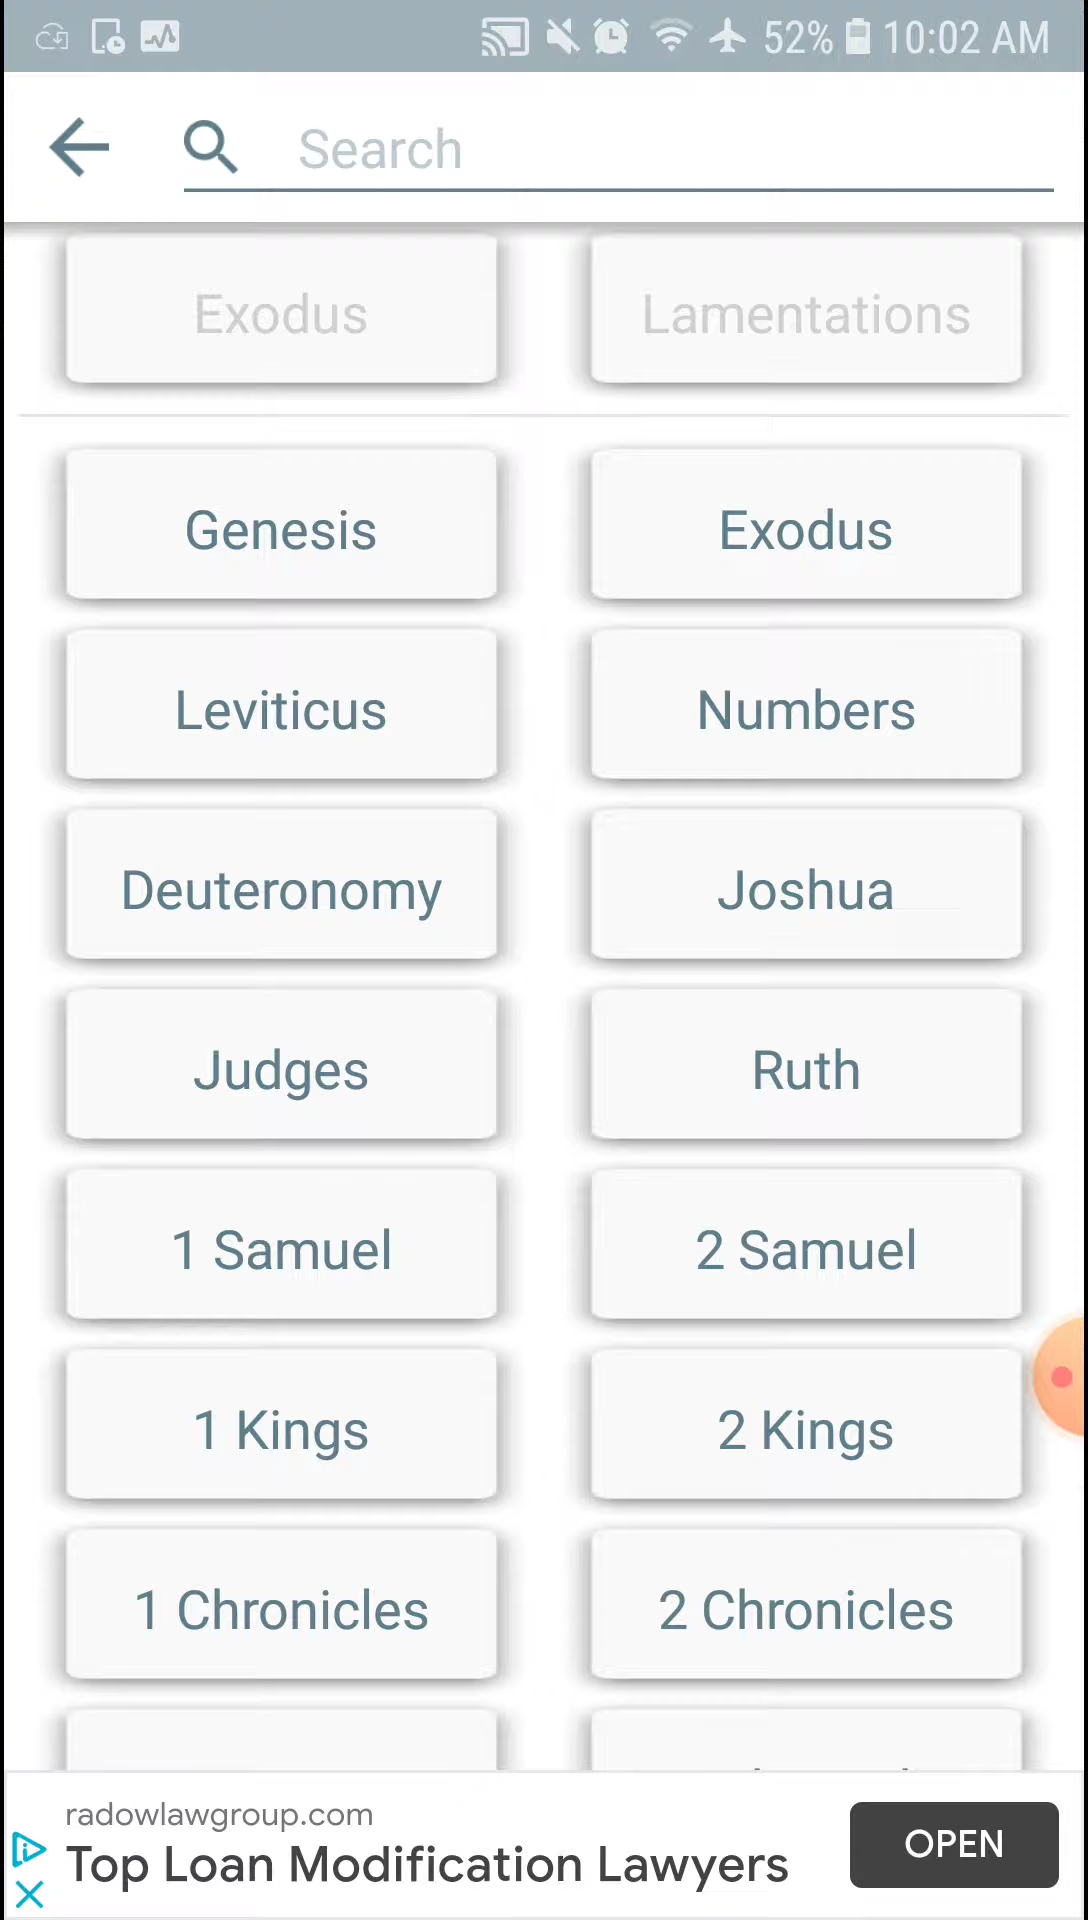 52% 10:02 AM
Search
Exodus Lamentations
Genesis Exodus
Leviticus Numbers
Deuteronomy Joshua
Judges Ruth
1 Samuel 2 Samuel
1 Kings 2 Kings
1 Chronicles 2 Chronicles
radowlawgroup.com
Top Loan Modification Lawyers
OPEN